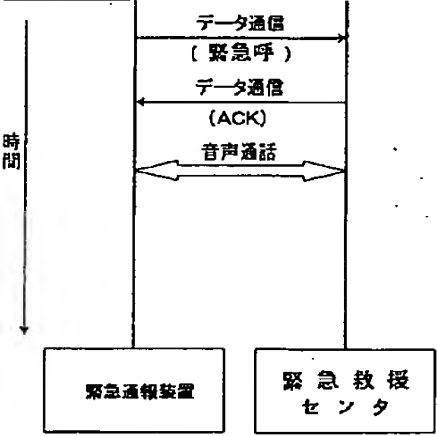 データ通信
( 緊急呼 )
データ通信
(ACK)
音声通話
時間
緊急通報装置
緊急救援
センタ